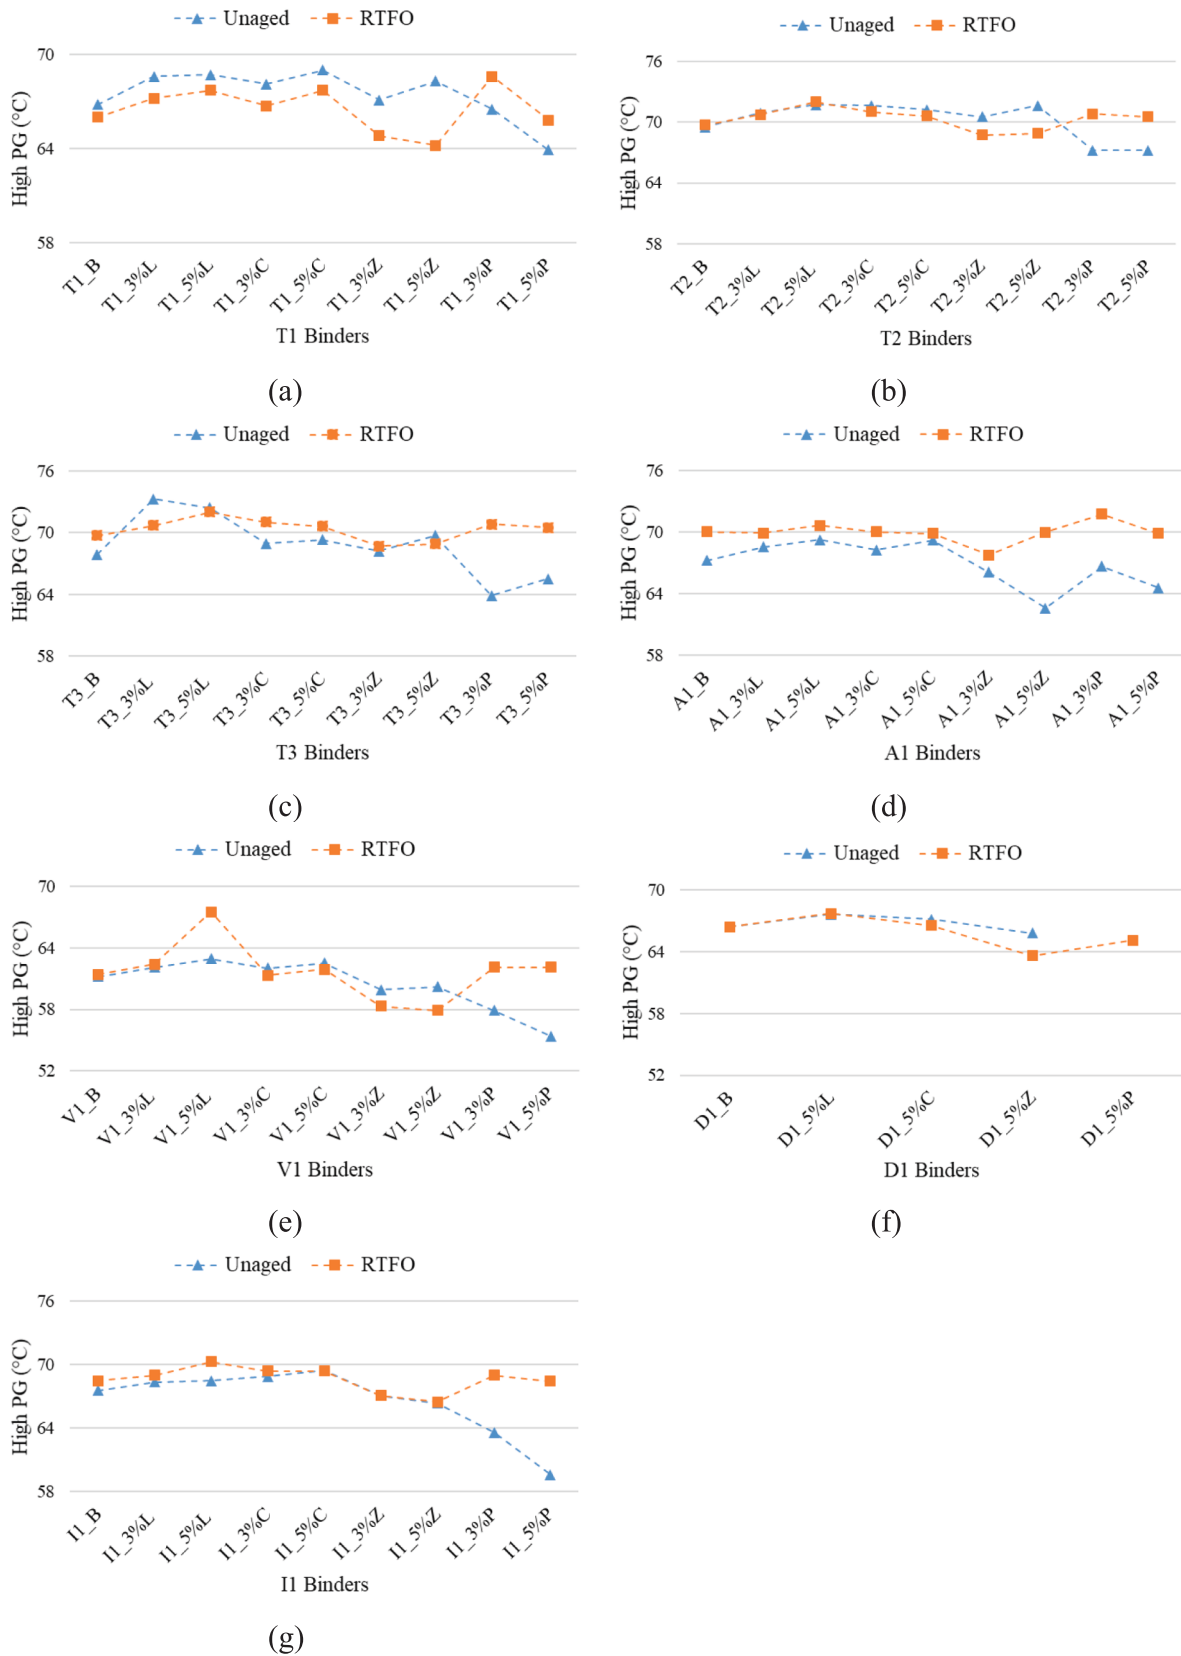 Unaged RTFO
High PG (°C)
70
64
58
T1_B T1_3%L T1_5%L T1_3%C T1_5%C T1_3%Z T1_5%Z T1_3%P T1_5%P
T1 Binders
(a)
Unaged RTFO
High PG (°C)
76
70
64
58
T2_B T2_3%L T2_5%L T2_3%C T2_5%C T2_3%Z T2_5%Z T2_3%P T2_5%P
T2 Binders
(b)
Unaged RTFO
High PG (°C)
76
70
64
58
T3_B T3_3%L T3_5%L T3_3%C T3_5%C T3_3%Z T3_5%Z T3_3%P T3_5%P
T3 Binders
(c)
Unaged RTFO
High PG (°C)
76
70
64
58
A1_B A1_3%L A1_5%L A1_3%C A1_5%C A1_3%Z A1_5%Z A1_3%P A1_5%P
A1 Binders
(d)
Unaged RTFO
High PG (°C)
70
64
58
52
V1_B V1_3%L V1_5%L V1_3%C V1_5%C V1_3%Z V1_5%Z V1_3%P V1_5%P
V1 Binders
(e)
Unaged RTFO
High PG (°C)
70
64
58
52
D1_B D1_5%L D1_5%C D1_5%Z D1_5%P
D1 Binders
(f)
Unaged RTFO
High PG (°C)
76
70
64
58
I1_B I1_3%L I1_5%L I1_3%C I1_5%C I1_3%Z I1_5%Z I1_3%P I1_5%P
I1 Binders
(g)